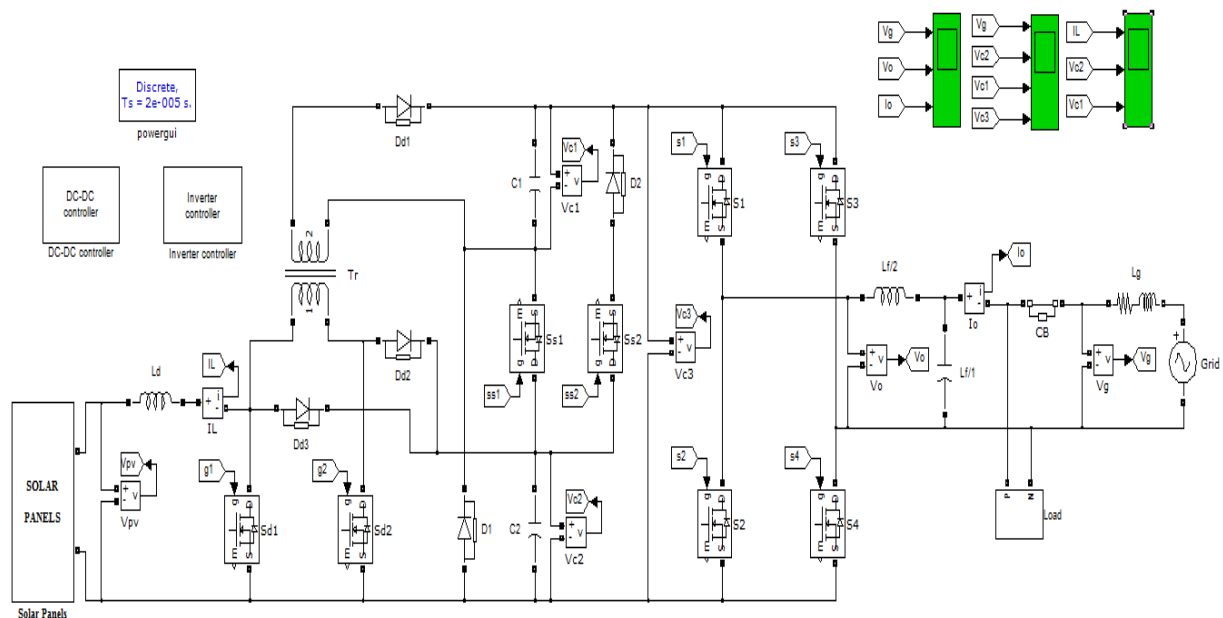 Vg
Vo
Io
Vg
Vc2
Vc1
Vc3
IL
Vc2
Vc1
Discrete,
Ts = 2e-005 s.
powergui
DC-DC
controller
DC-DC controller
Inverter
controller
Inverter controller
Dd1
2
1
Tr
Dd2
Dd3
C1
Vc1
+
-
v
Vc1
D2
s1
g
D
E
S
S1
s3
g
D
E
S
S3
E
S
g
D
Ss1
ss1
E
S
g
D
Ss2
ss2
Vc3
+
-
v
Vc3
Lf/2
Io
+
-
i
Io
CB
Lg
+
Grid
+
-
v
Vo
Vo
Lf/1
+
-
v
Vg
Vg
Ld
IL
+
-
i
IL
SOLAR
PANELS
Solar Panels
Vpv
+
-
v
Vpv
g1
g
D
E
S
Sd1
g2
g
D
E
S
Sd2
D1
C2
Vc2
+
-
v
Vc2
s2
g
D
E
S
S2
s4
g
D
E
S
S4
P
N
Load